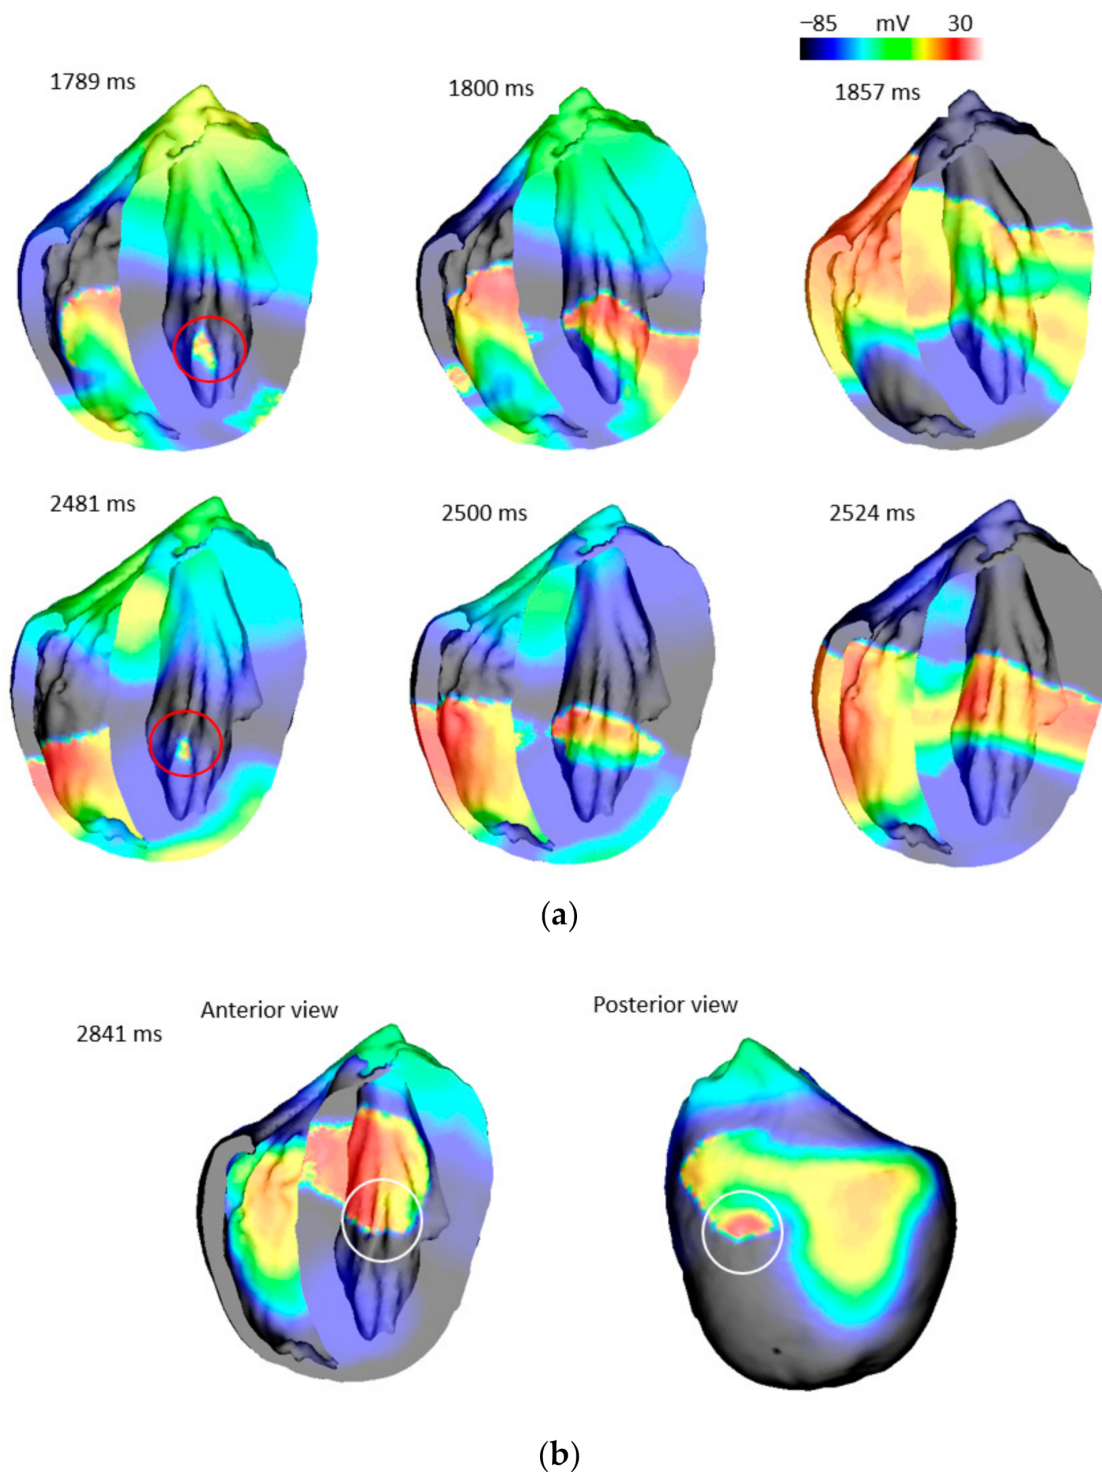 −85 mV 30
1789 ms 1800 ms 1857 ms
2481 ms 2500 ms 2524 ms
(a)
Anterior view Posterior view
2841 ms
(b)